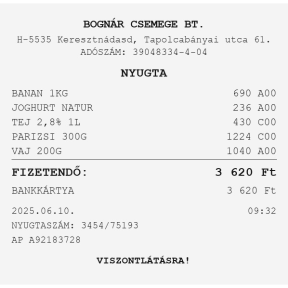 BOGNÁR CSEMEGE BT.
H-5535 Keresztnádasd, Tapolcabányai utca 61.
ADÓSZÁM: 39048334-4-04
NYUGTA
BANAN 1KG 690 A00
JOGHURT NATUR 236 A00
TEJ 2,8% 1L 430 C00
PARIZSI 300G 1224 C00
VAJ 200G 1040 A00
FIZETENDŐ: 3 620 Ft
BANKKÁRTYA 3 620 Ft
2025.06.10. 09:32
NYUGTASZÁM: 3454/75193
AP A92183728
VISZONTLÁTÁSRA!